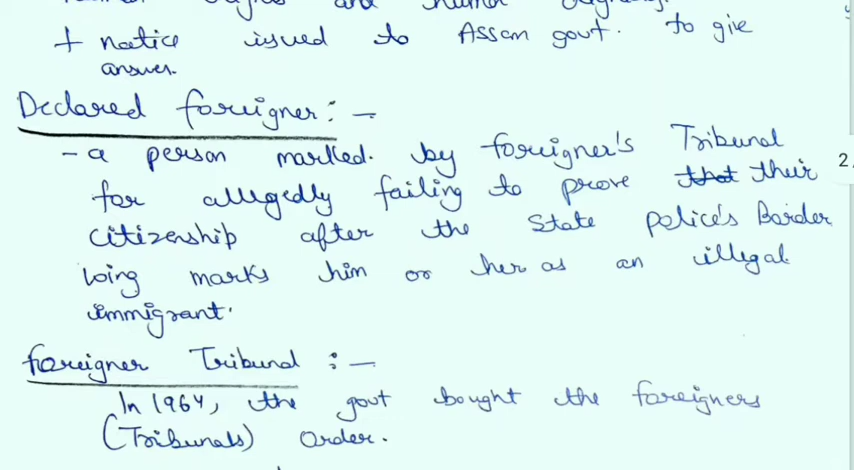 and human
+ notice issued to Assam govt. to give
answer.
Declared foreigner :-
- a person marked by foreigner's Tribunal
for allegedly failing to prove that their
citizenship after the State police's Border
wing marks him or her as an illegal
immigrant.
foreigner Tribunal :-
In 1964, the govt bought the foreigners
(Tribunals) Order.